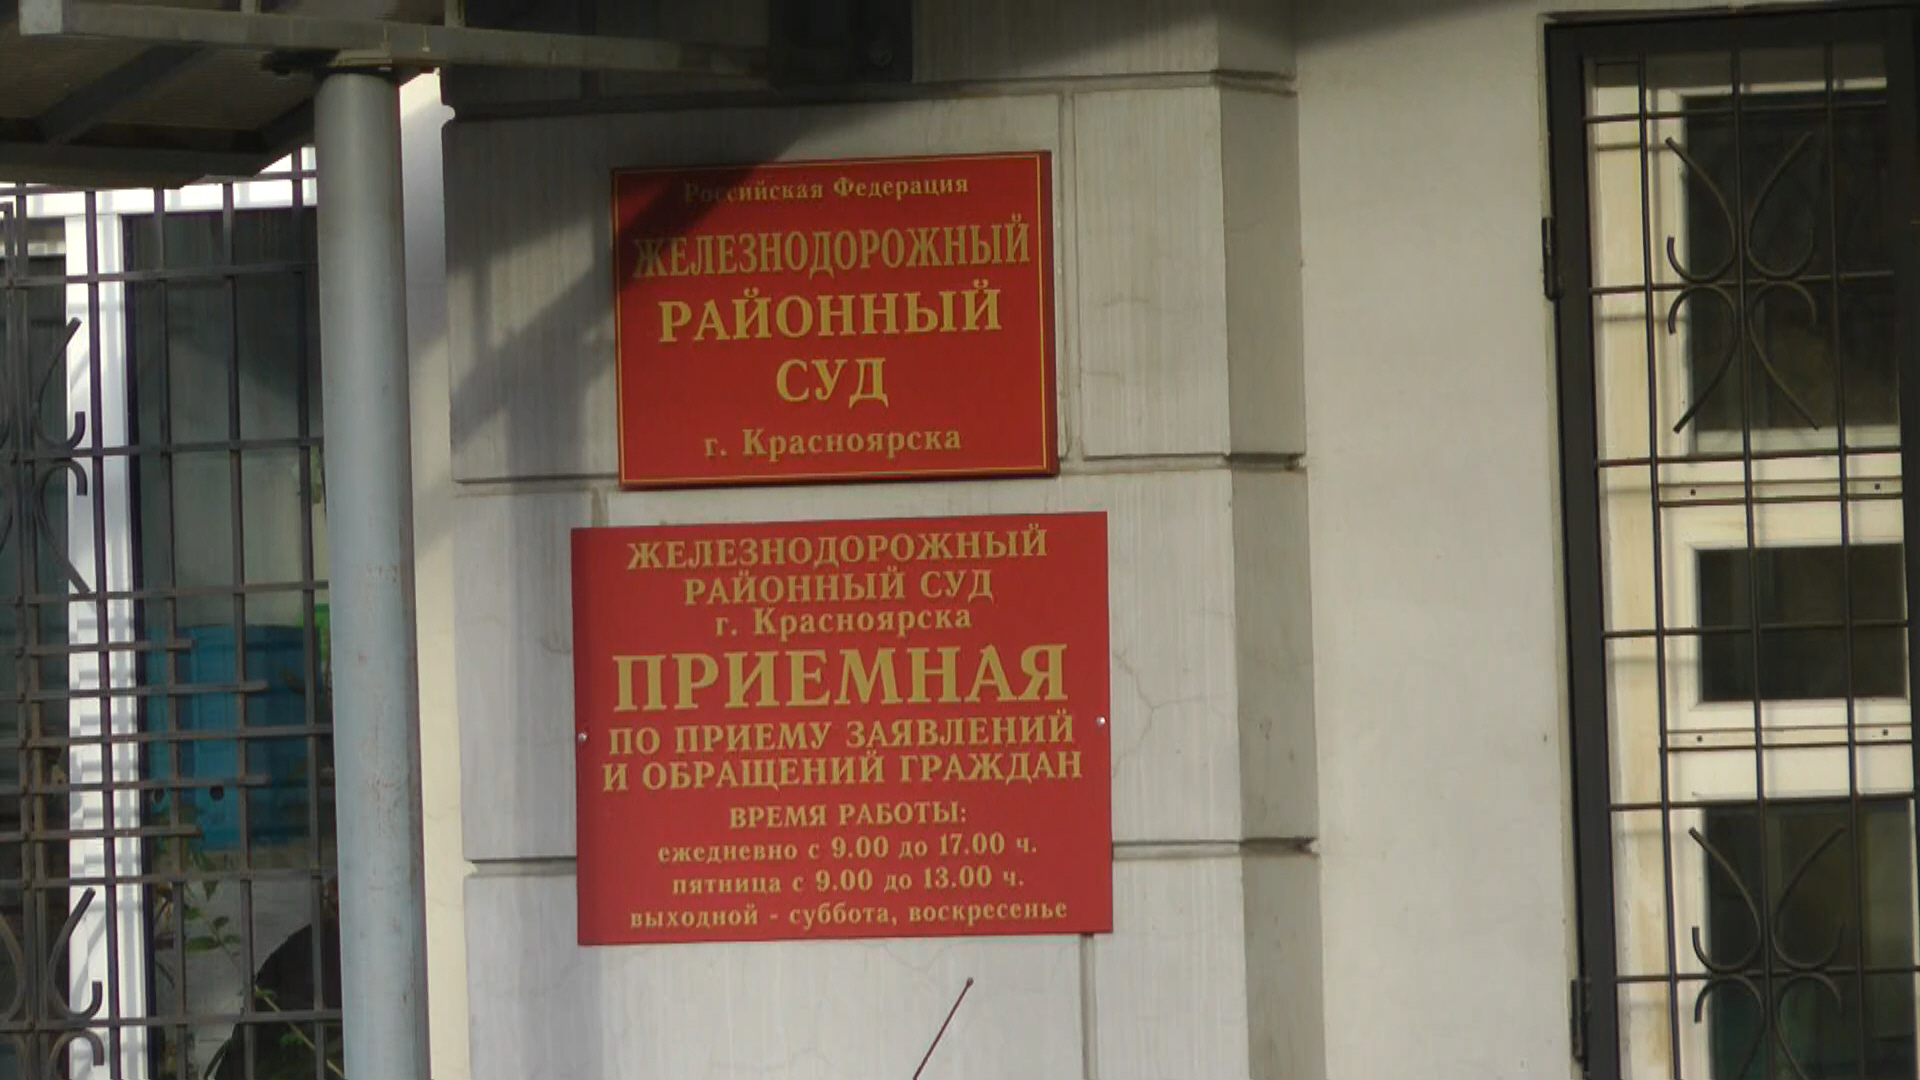 Российская Федерация
ЖЕЛЕЗНОДОРОЖНЫЙ
РАЙОННЫЙ
СУД
г. Красноярска
ЖЕЛЕЗНОДОРОЖНЫЙ
РАЙОННЫЙ СУД
г. Красноярска
ПРИЕМНАЯ
ПО ПРИЕМУ ЗАЯВЛЕНИЙ
И ОБРАЩЕНИЙ ГРАЖДАН
ВРЕМЯ РАБОТЫ:
ежедневно с 9.00 до 17.00 ч.
пятница с 9.00 до 13.00 ч.
выходной - суббота, воскресенье